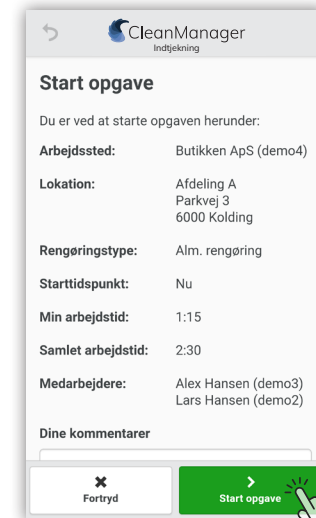 CleanManager
Indtjekning
Start opgave
Du er ved at starte opgaven herunder:
Arbejdssted: Butikken ApS (demo4)
Lokation: Afdeling A
Parkvej 3
6000 Kolding
Rengøringstype: Alm. rengøring
Starttidspunkt: Nu
Min arbejdstid: 1:15
Samlet arbejdstid: 2:30
Medarbejdere: Alex Hansen (demo3)
Lars Hansen (demo2)
Dine kommentarer
Fortryd
Start opgave